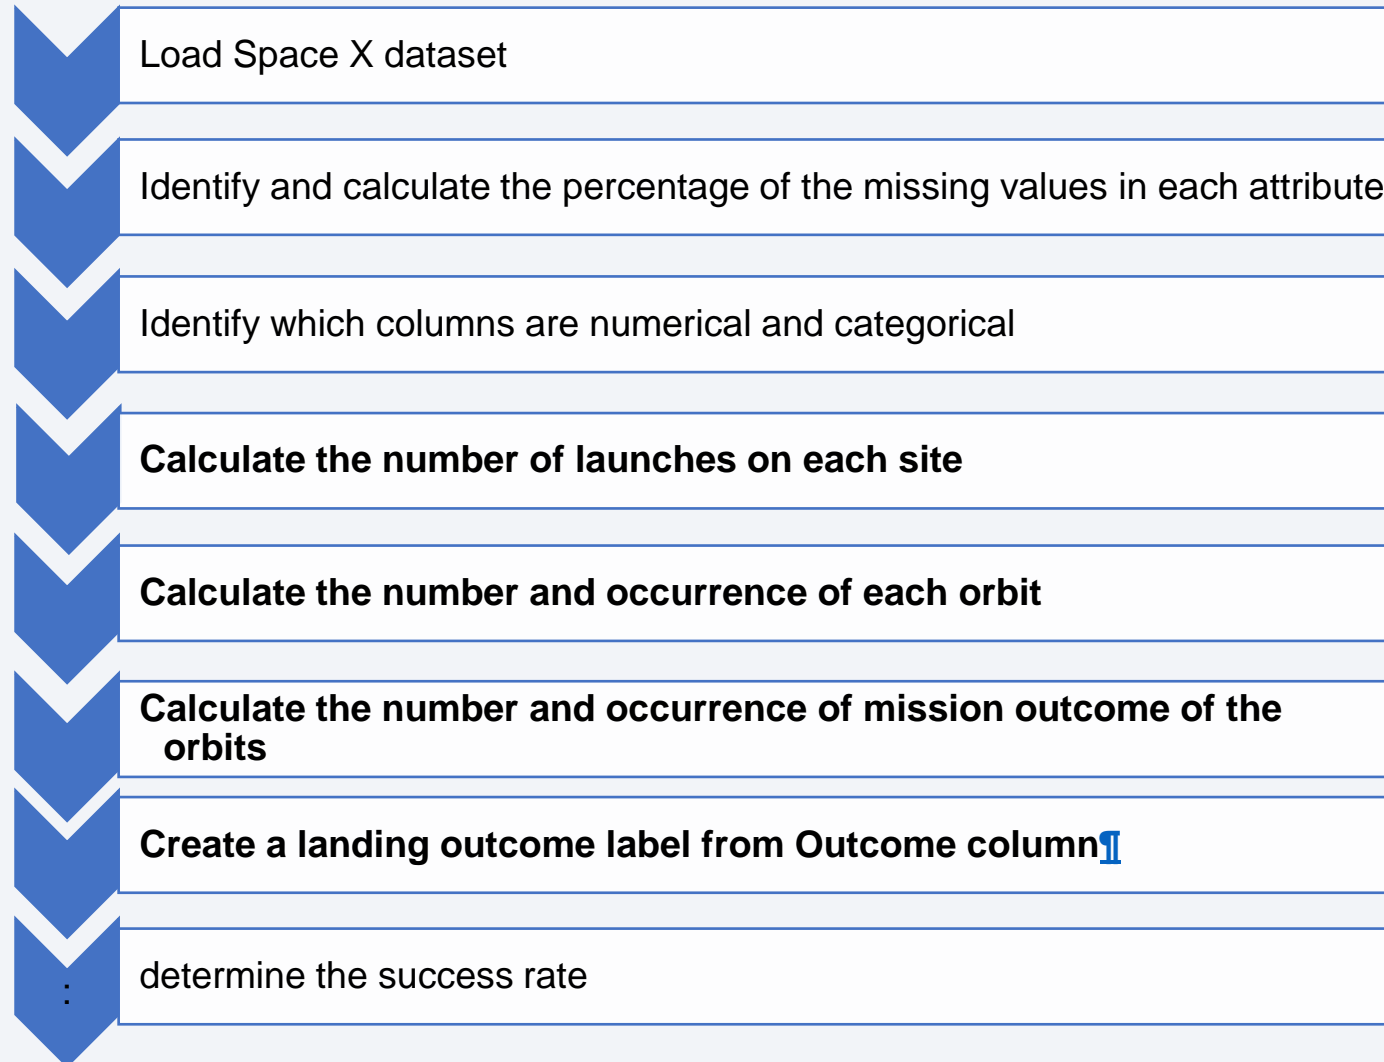 Load Space X dataset
Identify and calculate the percentage of the missing values in each attribute
Identify which columns are numerical and categorical
Calculate the number of launches on each site
Calculate the number and occurrence of each orbit
Calculate the number and occurrence of mission outcome of the
orbits
Create a landing outcome label from Outcome column¶
:
determine the success rate